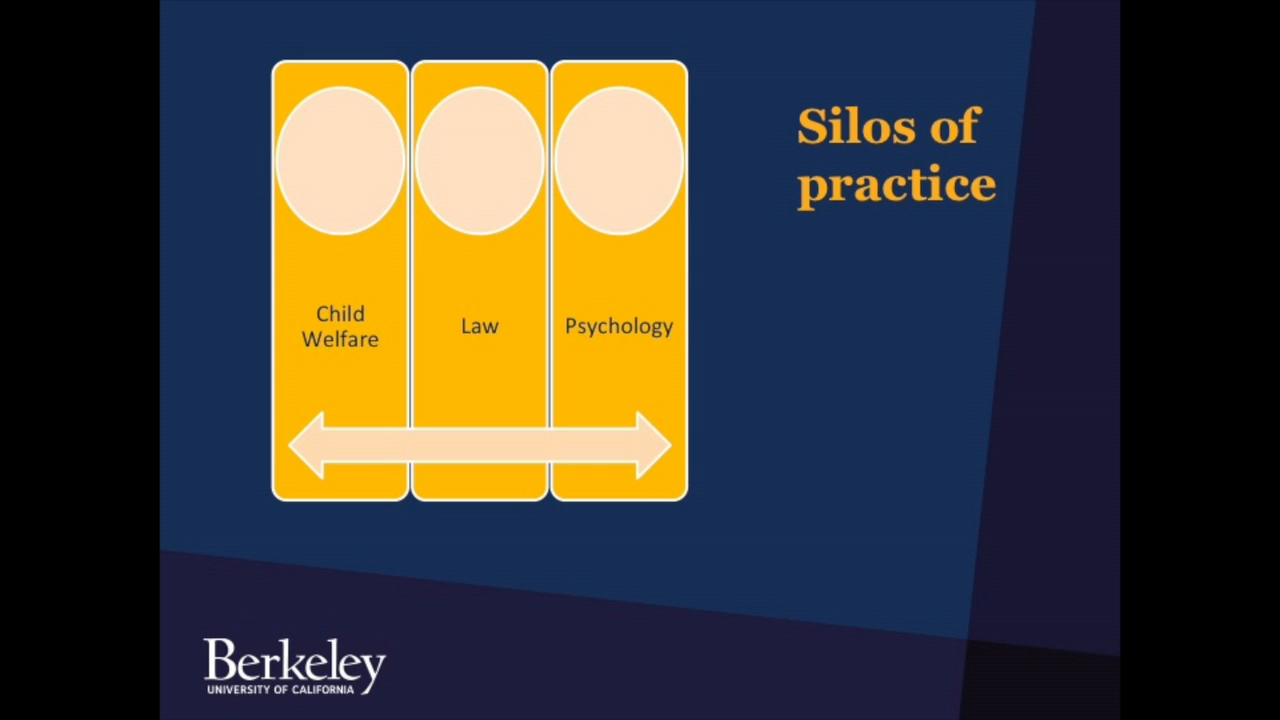 Silos of
practice
Child
Welfare
Law
Psychology
Berkeley
UNIVERSITY OF CALIFORNIA